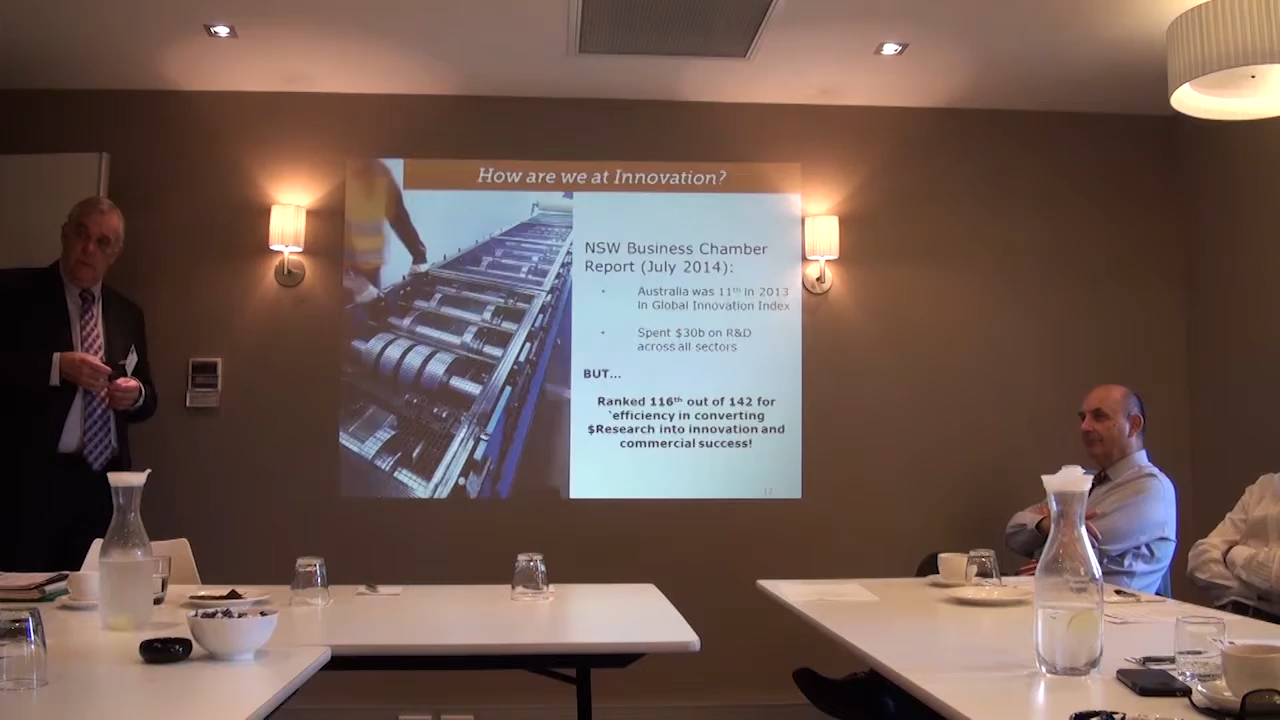 How are we at Innovation?
NSW Business Chamber
Report (July 2014):
• Australia was 11th in 2013
in Global Innovation Index
• Spent $30b on R&D
across all sectors
BUT...
Ranked 116th out of 142 for
`efficiency in converting
$Research into innovation and
commercial success!
12